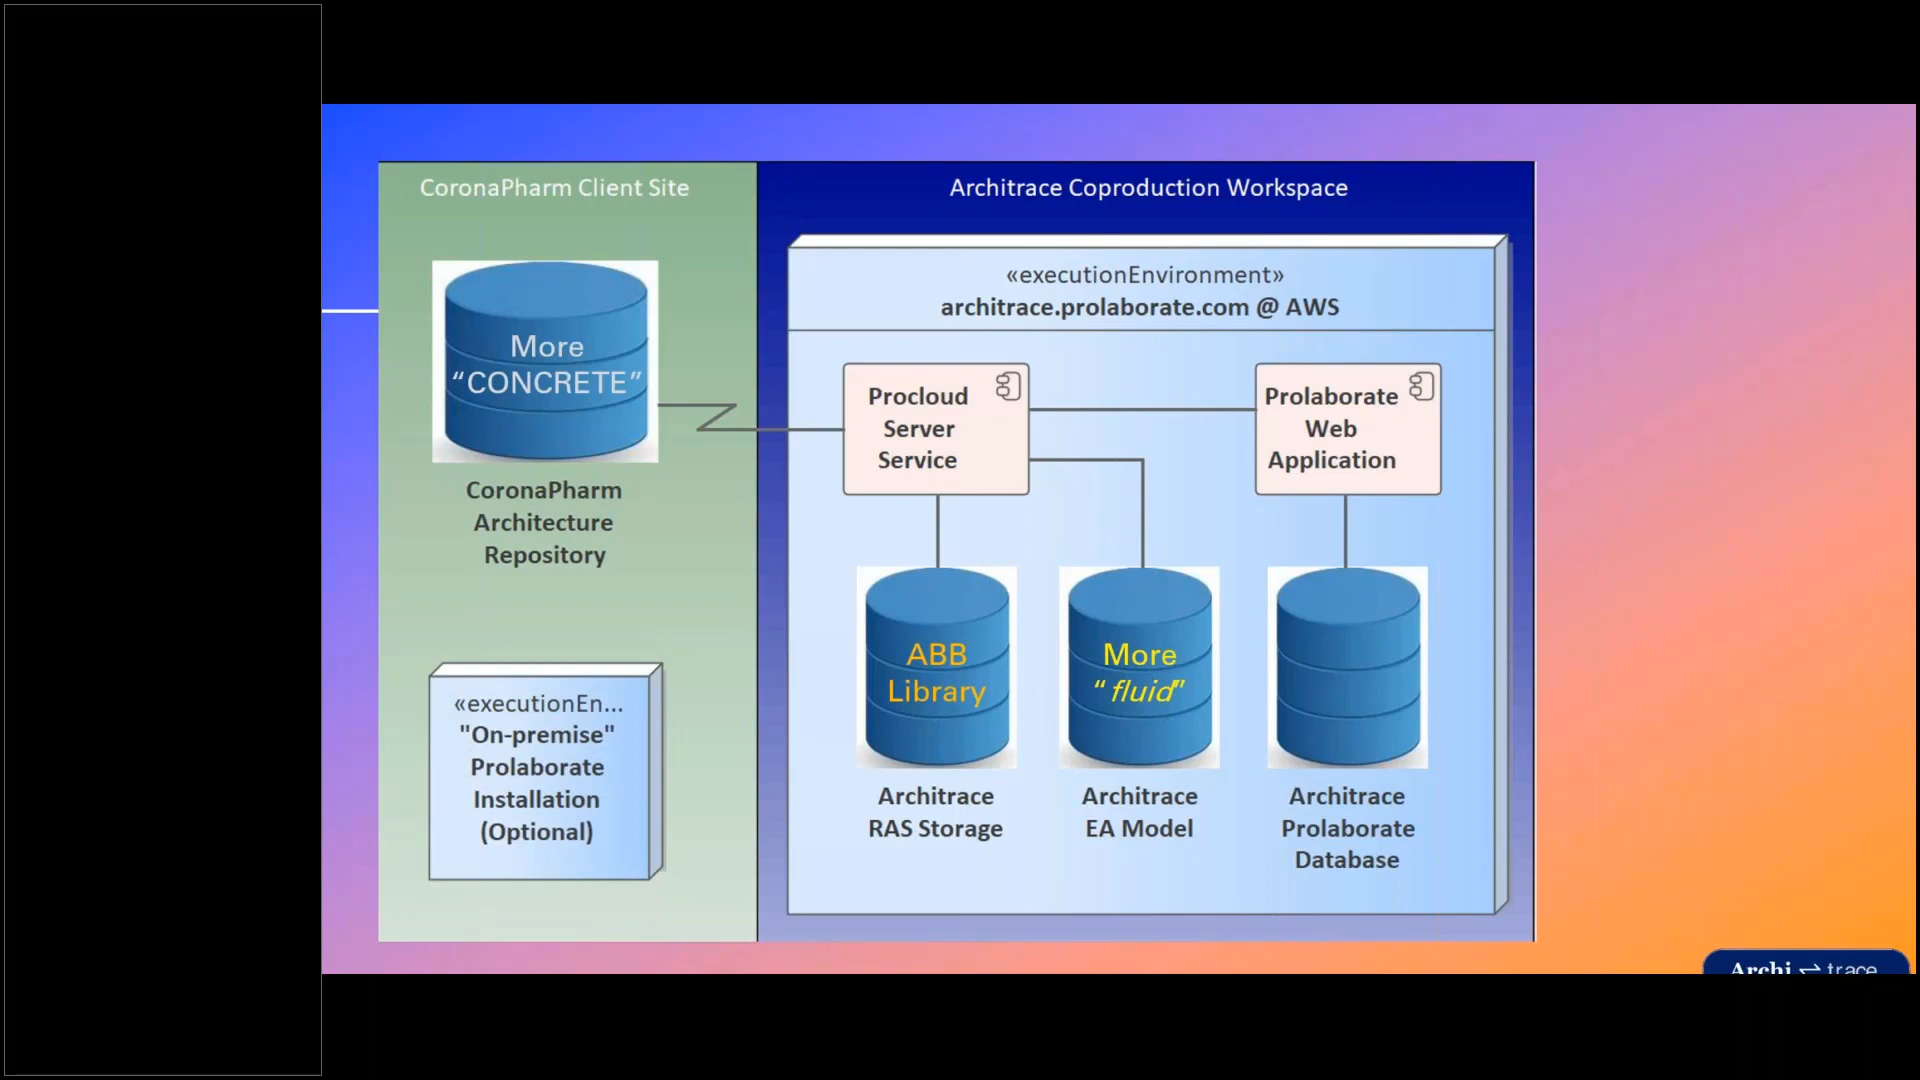 CoronaPharm Client Site
More
“CONCRETE”
CoronaPharm
Architecture
Repository
«executionEn...
"On-premise"
Prolaborate
Installation
(Optional)
Architrace Coproduction Workspace
«executionEnvironment»
architrace.prolaborate.com @ AWS
Procloud
Server
Service
Prolaborate
Web
Application
ABB
Library
Architrace
RAS Storage
More
“fluid”
Architrace
EA Model
Architrace
Prolaborate
Database
Archi ⇌ trace